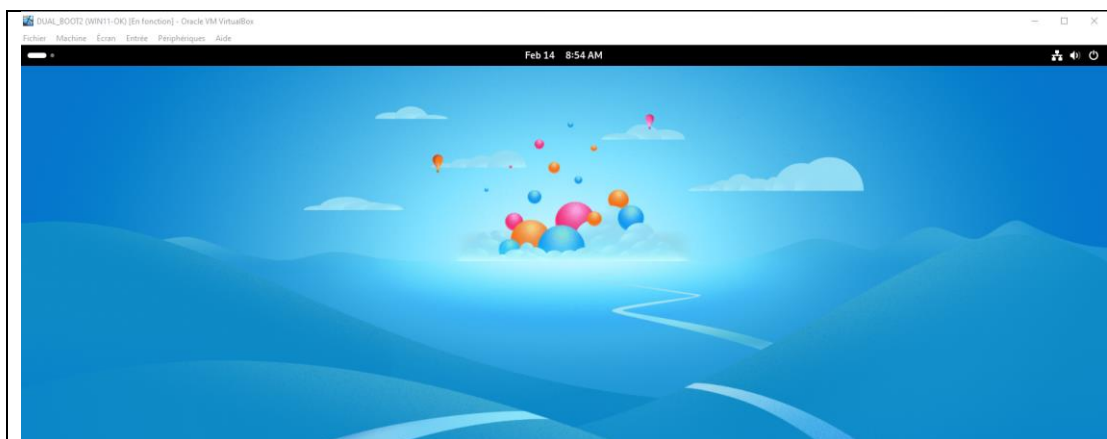 DUAL_BOOT2 (WIN11-OK) [En fonction] - Oracle VM VirtualBox
Fichier Machine Écran Entrée Périphériques Aide
Feb 14 8:54 AM